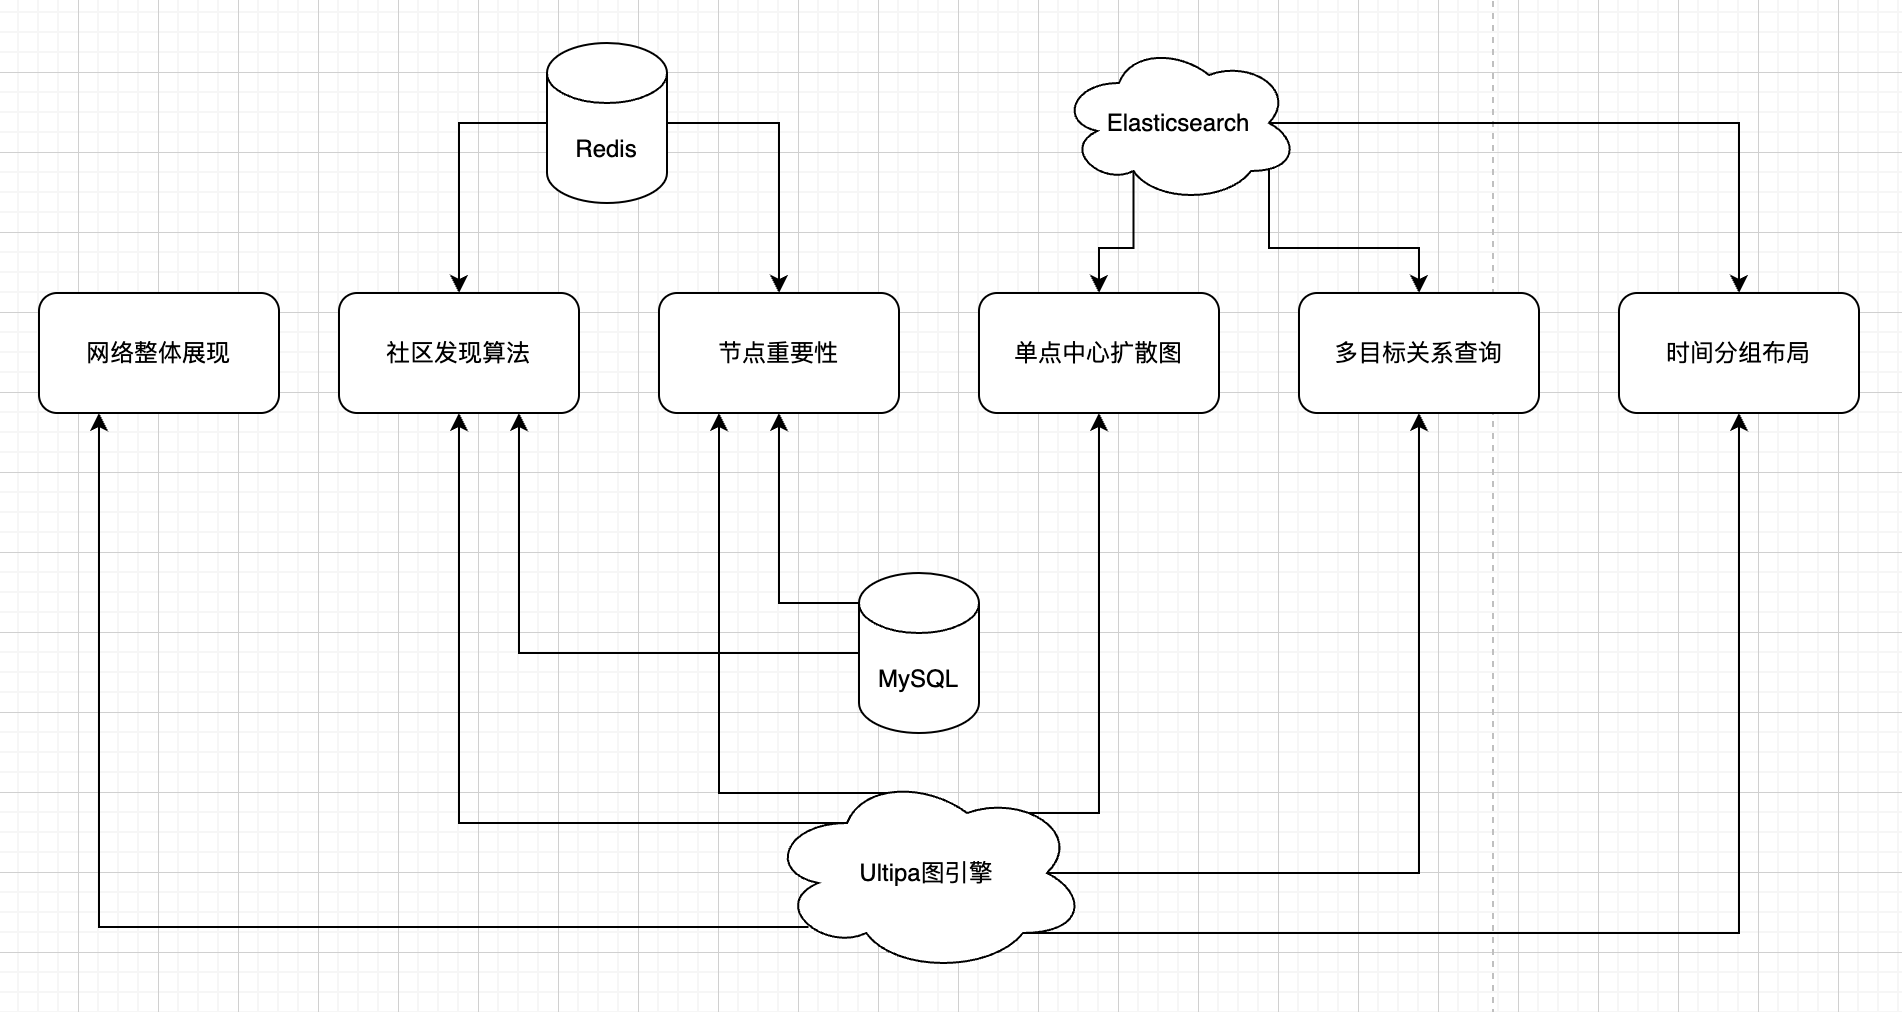 Redis
Elasticsearch
网络整体展现
社区发现算法
节点重要性
单点中心扩散图
多目标关系查询
时间分组布局
MySQL
Ultipa图引擎